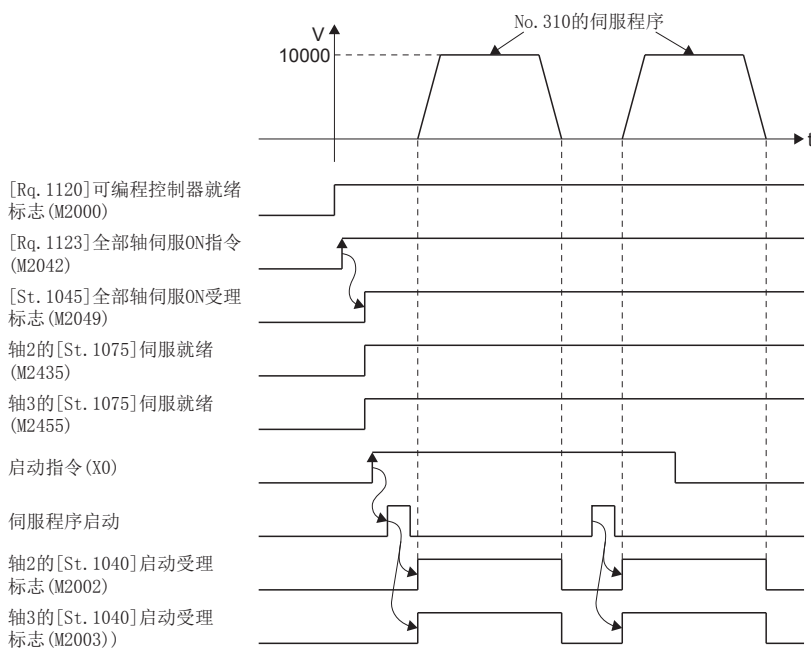 No.310的伺服程序
V
10000
t
[Rq.1120]可编程控制器就绪
标志(M2000)
[Rq.1123]全部轴伺服ON指令
(M2042)
[St.1045]全部轴伺服ON受理
标志(M2049)
轴2的[St.1075]伺服就绪
(M2435)
轴3的[St.1075]伺服就绪
(M2455)
启动指令(X0)
伺服程序启动
轴2的[St.1040]启动受理
标志(M2002)
轴3的[St.1040]启动受理
标志(M2003))